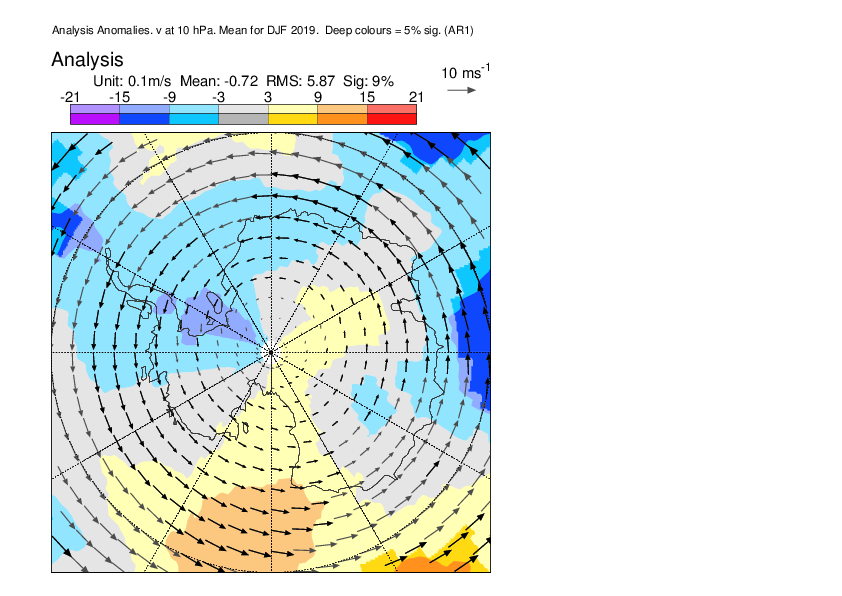 Analysis Anomalies. v at 10 hPa. Mean for DJF 2019.  Deep colours = 5% sig. (AR1)
Analysis
10 ms⁻¹
Unit: 0.1m/s  Mean: -0.72  RMS: 5.87  Sig: 9%
-21 -15 -9 -3 3 9 15 21